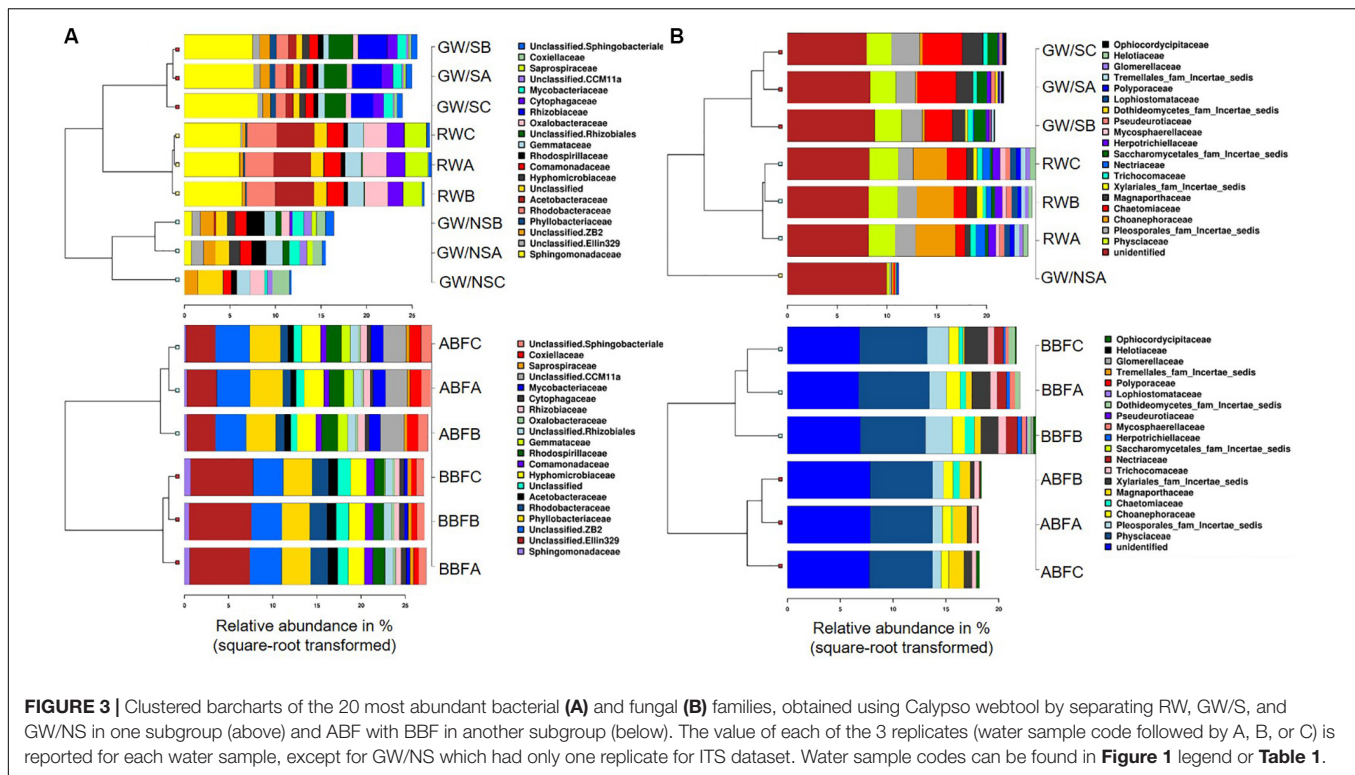 A
GW/SB
GW/SA
GW/SC
RWC
RWA
RWB
GW/NSB
GW/NSA
GW/NSC
0 5 10 15 20 25
Unclassified.Sphingobacteriale
Coxiellaceae
Saprospiraceae
Unclassified.CCM11a
Mycobacteriaceae
Cytophagaceae
Rhizobiaceae
Oxalobacteraceae
Unclassified.Rhizobiales
Gemmataceae
Rhodospirillaceae
Comamonadaceae
Hyphomicrobiaceae
Unclassified
Acetobacteraceae
Rhodobacteraceae
Phyllobacteriaceae
Unclassified.ZB2
Unclassified.Ellin329
Sphingomonadaceae
ABFC
ABFA
ABFB
BBFC
BBFB
BBFA
0 5 10 15 20 25
Relative abundance in %
(square-root transformed)
Unclassified.Sphingobacteriale
Coxiellaceae
Saprospiraceae
Unclassified.CCM11a
Mycobacteriaceae
Cytophagaceae
Rhizobiaceae
Oxalobacteraceae
Unclassified.Rhizobiales
Gemmataceae
Rhodospirillaceae
Comamonadaceae
Hyphomicrobiaceae
Unclassified
Acetobacteraceae
Rhodobacteraceae
Phyllobacteriaceae
Unclassified.ZB2
Unclassified.Ellin329
Sphingomonadaceae
B
GW/SC
GW/SA
GW/SB
RWC
RWB
RWA
GW/NSA
0 5 10 15 20
Ophiocordycipitaceae
Helotiaceae
Glomerellaceae
Tremellales_fam_Incertae_sedis
Polyporaceae
Lophiostomataceae
Dothideomycetes_fam_Incertae_sedis
Pseudeurotiaceae
Mycosphaerellaceae
Herpotrichiellaceae
Saccharomycetales_fam_Incertae_sedis
Nectriaceae
Trichocomaceae
Xylariales_fam_Incertae_sedis
Magnaporthaceae
Chaetomiaceae
Choanephoraceae
Pleosporales_fam_Incertae_sedis
Physciaceae
unidentified
BBFC
BBFA
BBFB
ABFB
ABFA
ABFC
0 5 10 15 20
Relative abundance in %
(square-root transformed)
Ophiocordycipitaceae
Helotiaceae
Glomerellaceae
Tremellales_fam_Incertae_sedis
Polyporaceae
Lophiostomataceae
Dothideomycetes_fam_Incertae_sedis
Pseudeurotiaceae
Mycosphaerellaceae
Herpotrichiellaceae
Saccharomycetales_fam_Incertae_sedis
Nectriaceae
Trichocomaceae
Xylariales_fam_Incertae_sedis
Magnaporthaceae
Chaetomiaceae
Choanephoraceae
Pleosporales_fam_Incertae_sedis
Physciaceae
unidentified
FIGURE 3 | Clustered barcharts of the 20 most abundant bacterial (A) and fungal (B) families, obtained using Calypso webtool by separating RW, GW/S, and
GW/NS in one subgroup (above) and ABF with BBF in another subgroup (below). The value of each of the 3 replicates (water sample code followed by A, B, or C) is
reported for each water sample, except for GW/NS which had only one replicate for ITS dataset. Water sample codes can be found in Figure 1 legend or Table 1.